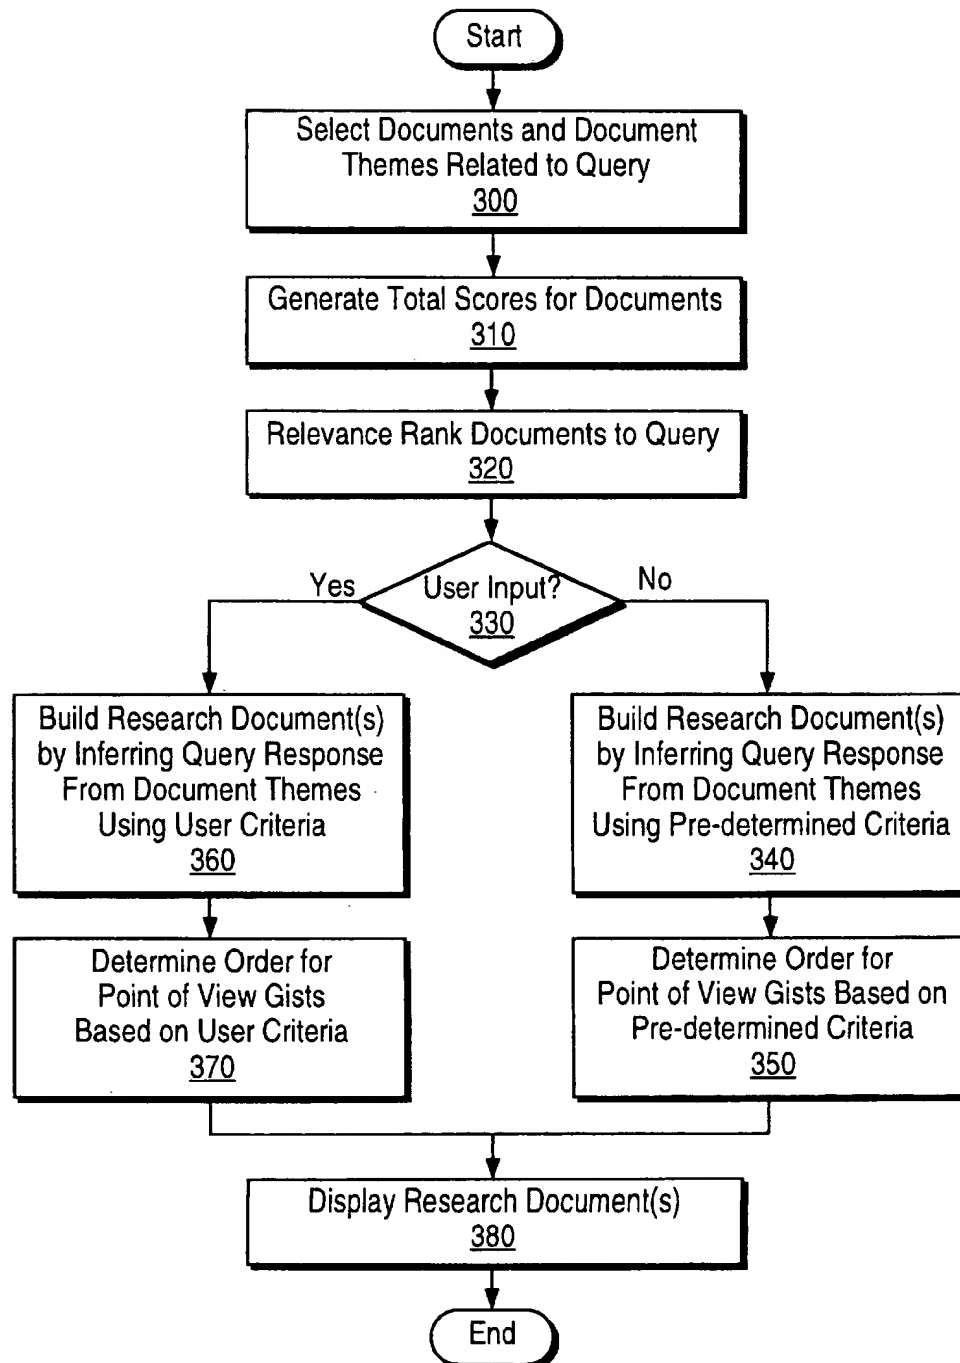 Start
Select Documents and Document
Themes Related to Query
300
Generate Total Scores for Documents
310
Relevance Rank Documents to Query
320
User Input?
330
Yes
No
Build Research Document(s)
by Inferring Query Response
From Document Themes
Using User Criteria
360
Build Research Document(s)
by Inferring Query Response
From Document Themes
Using Pre-determined Criteria
340
Determine Order for
Point of View Gists
Based on User Criteria
370
Determine Order for
Point of View Gists Based on
Pre-determined Criteria
350
Display Research Document(s)
380
End